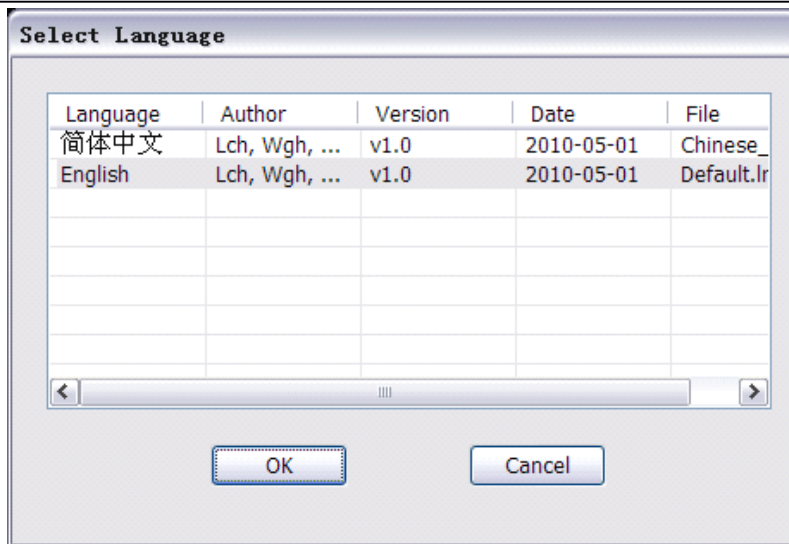 Select Language
Language Author Version Date File
简体中文 Lch, Wgh, ... v1.0 2010-05-01 Chinese_
English Lch, Wgh, ... v1.0 2010-05-01 Default.ln
OK Cancel